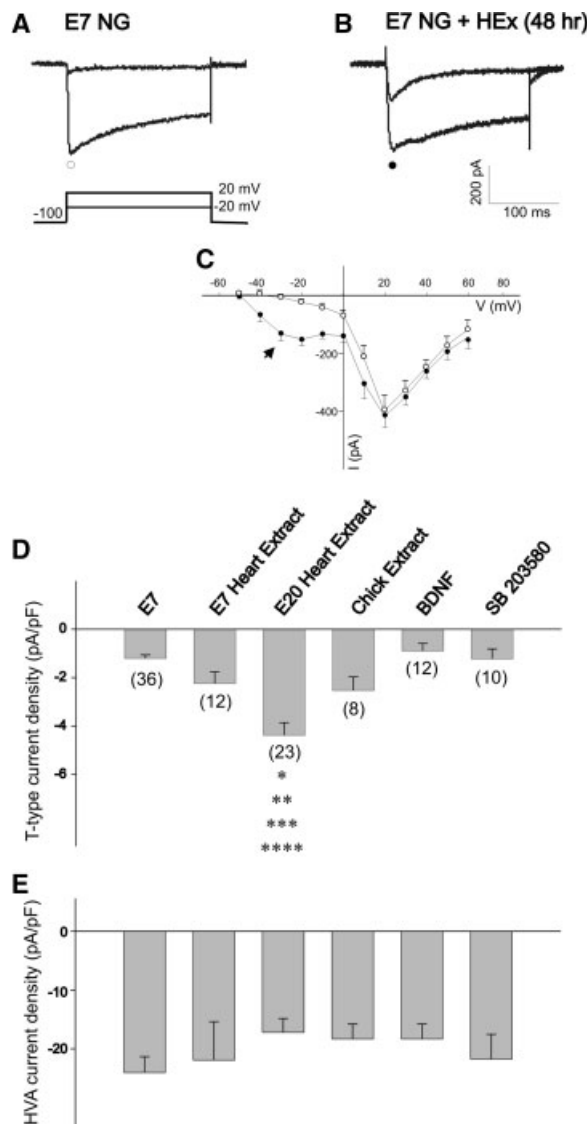 A E7 NG
B E7 NG + HEx (48 hr)
20 mV
-100 -20 mV
200 pA
100 ms
C
-60 -40 -20 20 40 60 80
V (mV)
-200
-400
I (pA)
D
E7
E7 Heart Extract
E20 Heart Extract
Chick Extract
BDNF
SB 203580
T-type current density (pA/pF)
0
-2
-4
-6
(36)
(12)
(23)
(8)
(12)
(10)
*
**
***
****
E
HVA current density (pA/pF)
0
-10
-20